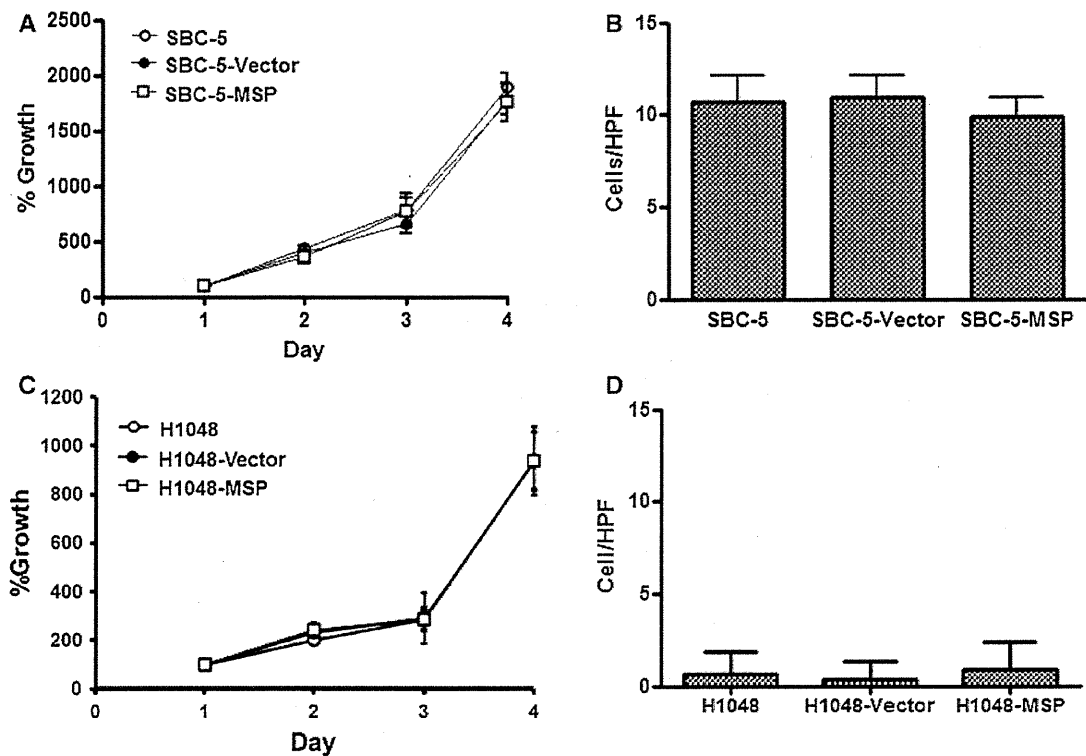 A
SBC-5
SBC-5-Vector
SBC-5-MSP
% Growth
2500
2000
1500
1000
500
0
0 1 2 3 4
Day
B
Cells/HPF
15
10
5
0
SBC-5 SBC-5-Vector SBC-5-MSP
C
H1048
H1048-Vector
H1048-MSP
%Growth
1200
1000
800
600
400
200
0
0 1 2 3 4
Day
D
Cell/HPF
15
10
5
0
H1048 H1048-Vector H1048-MSP